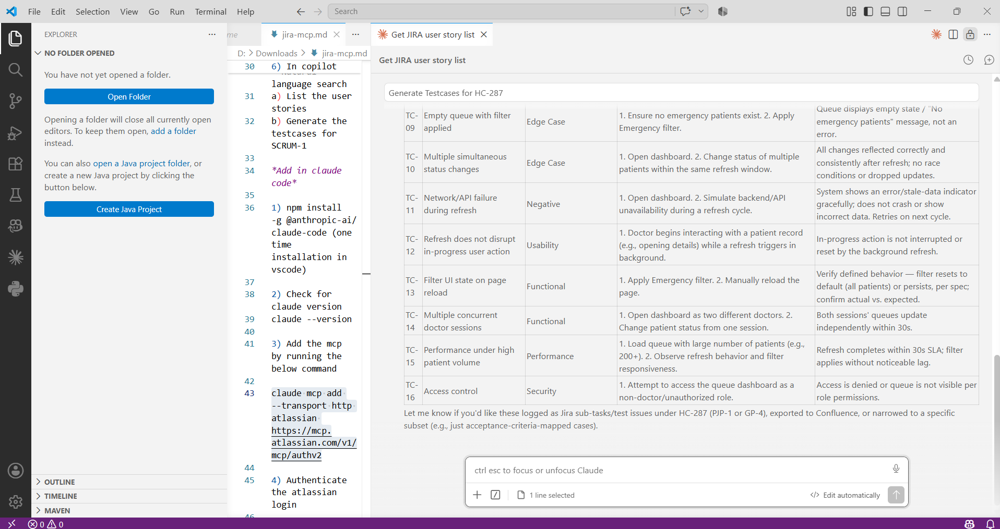 File Edit Selection View Go Run Terminal Help
Search
EXPLORER
NO FOLDER OPENED
You have not yet opened a folder.
Open Folder
Opening a folder will close all currently open
editors. To keep them open, add a folder
instead.
You can also open a Java project folder, or
create a new Java project by clicking the
button below.
Create Java Project
OUTLINE
TIMELINE
MAVEN
me
jira-mcp.md
D: > Downloads > jira-mcp.md
30 6) In copilot
language search
31 a) List the user
stories
32 b) Generate the
testcases for
SCRUM-1
33
34 *Add in claude
code*
35
36 1) npm install
-g @anthropic-ai/
claude-code (one
time
installation in
vscode)
37
38 2) Check for
claude version
39 claude --version
40
41 3) Add the mcp
by running the
below command
42
43 claude mcp add
--transport http
atlassian
https://mcp.
atlassian.com/v1/
mcp/authv2
44
45 4) Authenticate
the atlassian
login
46
Get JIRA user story list
Get JIRA user story list
Generate Testcases for HC-287
TC-09 Empty queue with filter applied Edge Case 1. Ensure no emergency patients exist. 2. Apply Emergency filter. Queue displays empty state / "No emergency patients" message, not an error.
TC-10 Multiple simultaneous status changes Edge Case 1. Open dashboard. 2. Change status of multiple patients within the same refresh window. All changes reflected correctly and consistently after refresh; no race conditions or dropped updates.
TC-11 Network/API failure during refresh Negative 1. Open dashboard. 2. Simulate backend/API unavailability during a refresh cycle. System shows an error/stale-data indicator gracefully; does not crash or show incorrect data. Retries on next cycle.
TC-12 Refresh does not disrupt in-progress user action Usability 1. Doctor begins interacting with a patient record (e.g., opening details) while a refresh triggers in background. In-progress action is not interrupted or reset by the background refresh.
TC-13 Filter UI state on page reload Functional 1. Apply Emergency filter. 2. Manually reload the page. Verify defined behavior — filter resets to default (all patients) or persists, per spec; confirm actual vs. expected.
TC-14 Multiple concurrent doctor sessions Functional 1. Open dashboard as two different doctors. 2. Change patient status from one session. Both sessions' queues update independently within 30s.
TC-15 Performance under high patient volume Performance 1. Load queue with large number of patients (e.g., 200+). 2. Observe refresh behavior and filter responsiveness. Refresh completes within 30s SLA; filter applies without noticeable lag.
TC-16 Access control Security 1. Attempt to access the queue dashboard as a non-doctor/unauthorized role. Access is denied or queue is not visible per role permissions.
Let me know if you'd like these logged as Jira sub-tasks/test issues under HC-287 (PJP-1 or GP-4), exported to Confluence, or narrowed to a specific
subset (e.g., just acceptance-criteria-mapped cases).
ctrl esc to focus or unfocus Claude
1 line selected
</> Edit automatically
0 0